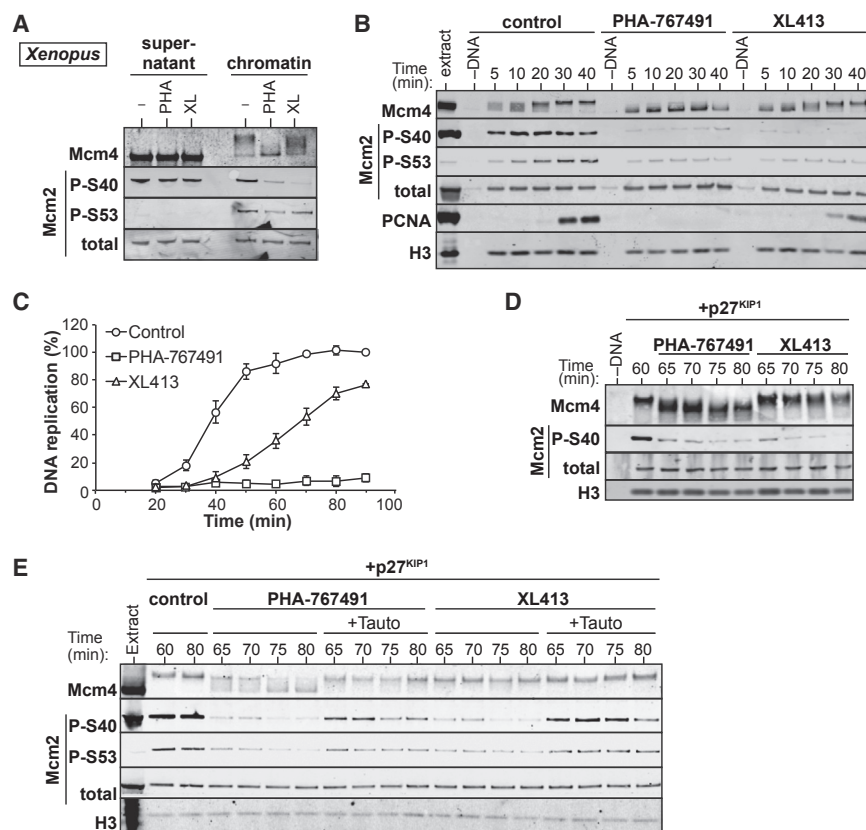 A
Xenopus
super-
natant
chromatin
– PHA XL – PHA XL
Mcm4
Mcm2
P-S40
P-S53
total
B
control PHA-767491 XL413
Time
(min):
extract
–DNA 5 10 20 30 40 –DNA 5 10 20 30 40 –DNA 5 10 20 30 40
Mcm4
Mcm2
P-S40
P-S53
total
PCNA
H3
C
DNA replication (%)
120
100
80
60
40
20
0
Control
PHA-767491
XL413
0 20 40 60 80 100
Time (min)
D
+p27KIP1
PHA-767491 XL413
Time
(min):
–DNA 60 65 70 75 80 65 70 75 80
Mcm4
Mcm2
P-S40
total
H3
E
+p27KIP1
control PHA-767491 XL413
+Tauto +Tauto
Time
(min):
Extract
60 80 65 70 75 80 65 70 75 80 65 70 75 80 65 70 75 80
Mcm4
Mcm2
P-S40
P-S53
total
H3